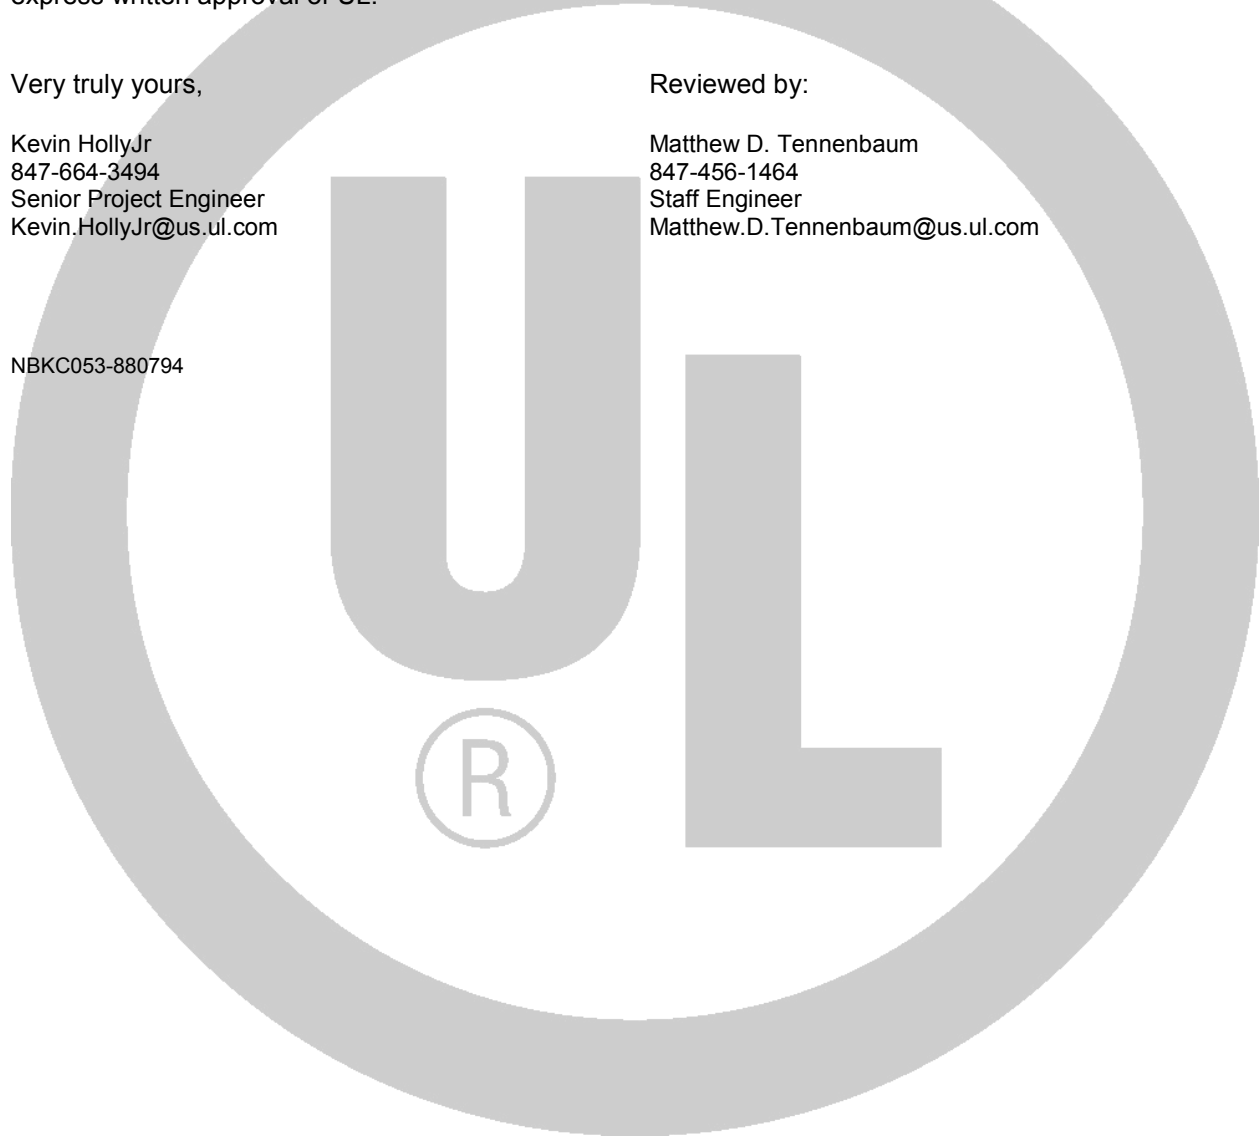 express written approval of UL.
Very truly yours,
Reviewed by:
Kevin HollyJr
847-664-3494
Senior Project Engineer
Kevin.HollyJr@us.ul.com
Matthew D. Tennenbaum
847-456-1464
Staff Engineer
Matthew.D.Tennenbaum@us.ul.com
NBKC053-880794
UL
®